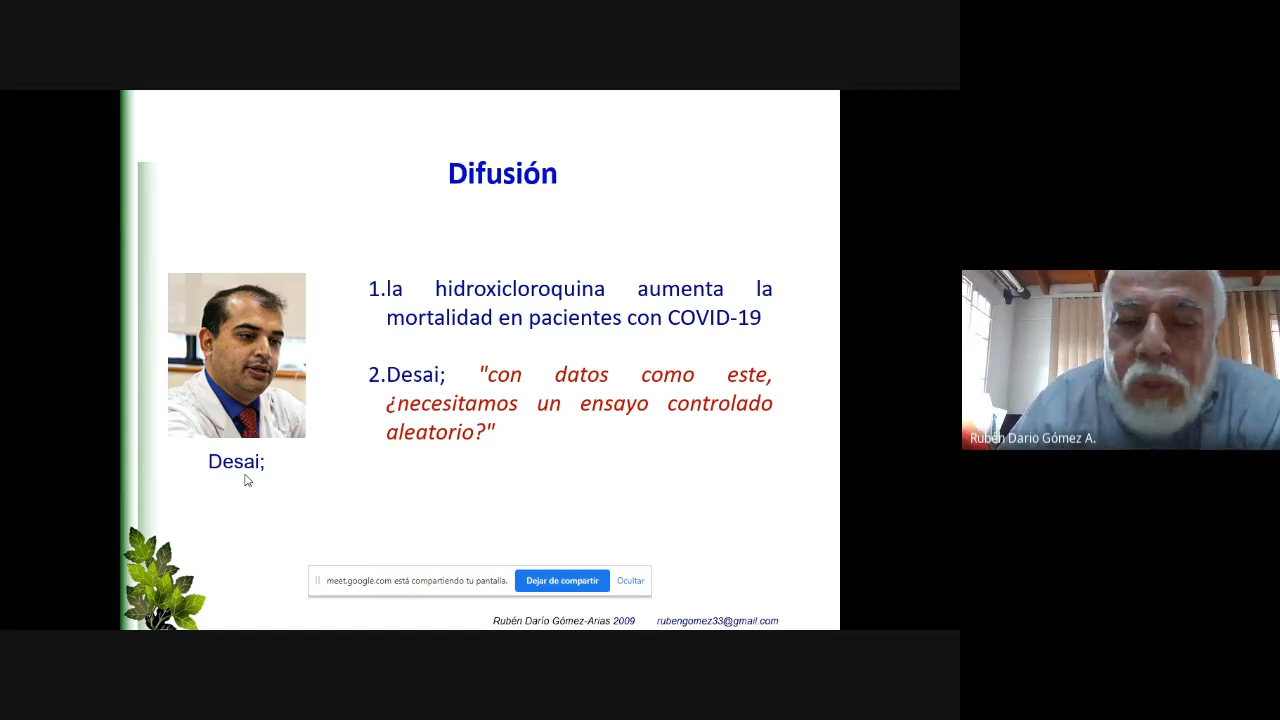 Difusión
1.la hidroxicloroquina aumenta la
mortalidad en pacientes con COVID-19
2.Desai; "con datos como este,
¿necesitamos un ensayo controlado
aleatorio?"
Desai;
Rubén Dario Gómez A.
meet.google.com está compartiendo tu pantalla.
Dejar de compartir
Ocultar
Rubén Darío Gómez-Arias 2009 rubengomez33@gmail.com